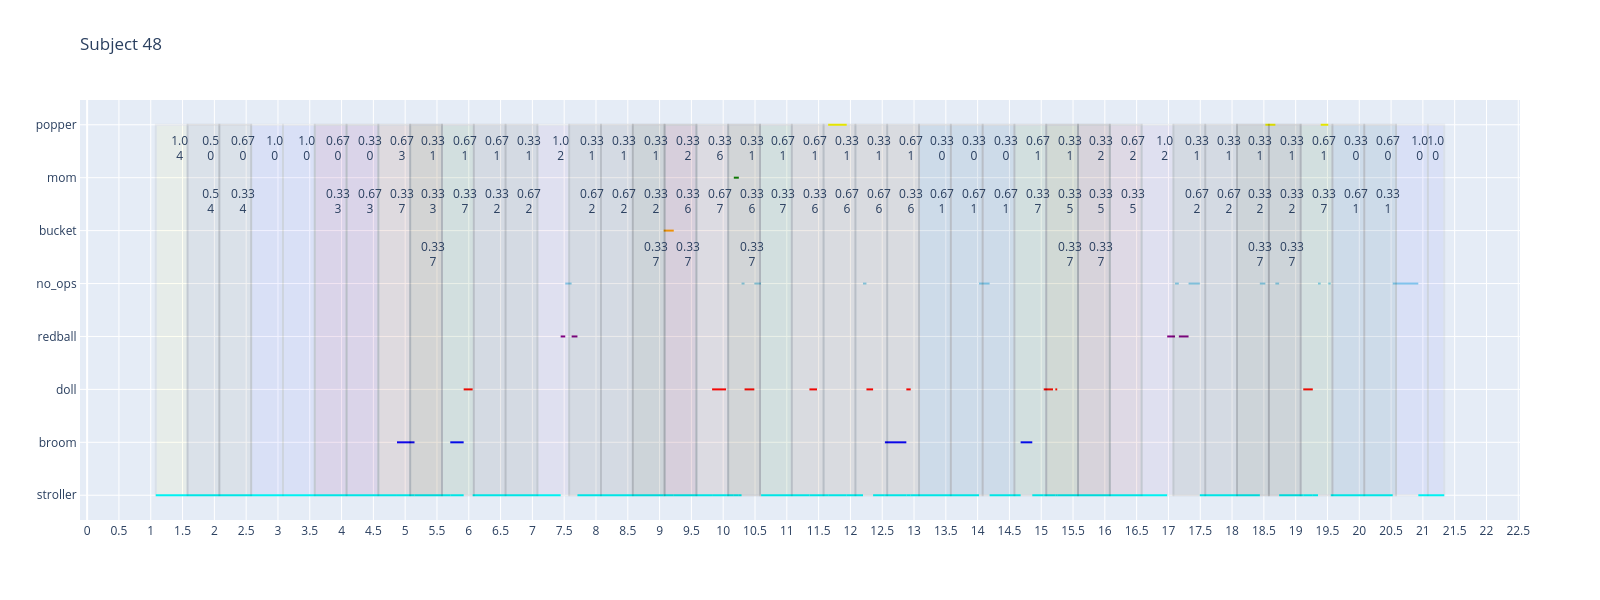 Subject 48
popper
1.0 0.5 0.67 1.0 1.0 0.67 0.33 0.67 0.33 0.67 0.67 0.33 1.0 0.33 0.33 0.33 0.33 0.33 0.33 0.67 0.67 0.33 0.33 0.67 0.33 0.33 0.33 0.67 0.33 0.33 0.67 1.0 0.33 0.33 0.33 0.33 0.67 0.33 0.67 1.0 1.0
4 0 0 0 0 0 0 3 1 1 1 1 2 1 1 1 2 6 1 1 1 1 1 1 0 0 0 1 1 2 2 2 1 1 1 1 1 0 0 0 0
mom
0.5 0.33 0.33 0.67 0.33 0.33 0.33 0.33 0.67 0.67 0.67 0.33 0.33 0.67 0.33 0.33 0.33 0.67 0.67 0.33 0.67 0.67 0.67 0.33 0.33 0.33 0.33 0.67 0.67 0.33 0.33 0.33 0.67 0.33
4 4 3 3 7 3 7 2 2 2 2 2 6 7 6 7 6 6 6 6 1 1 1 7 5 5 5 2 2 2 2 7 1 1
bucket
0.33 0.33 0.33 0.33 0.33 0.33 0.33 0.33
7 7 7 7 7 7 7 7
no_ops
redball
doll
broom
stroller
0 0.5 1 1.5 2 2.5 3 3.5 4 4.5 5 5.5 6 6.5 7 7.5 8 8.5 9 9.5 10 10.5 11 11.5 12 12.5 13 13.5 14 14.5 15 15.5 16 16.5 17 17.5 18 18.5 19 19.5 20 20.5 21 21.5 22 22.5